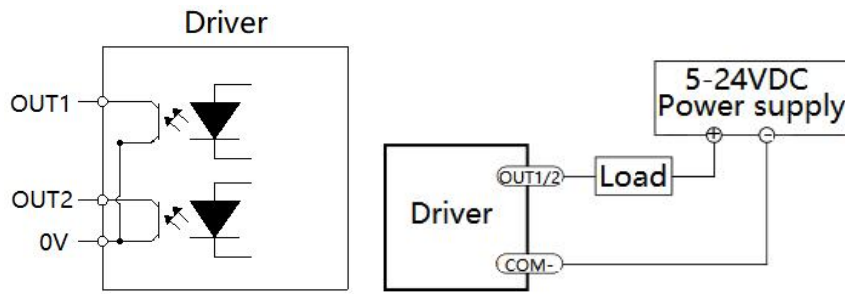 Driver
OUT1
OUT2
0V
5-24VDC
Power supply
+ -
OUT1/2
Load
Driver
COM-